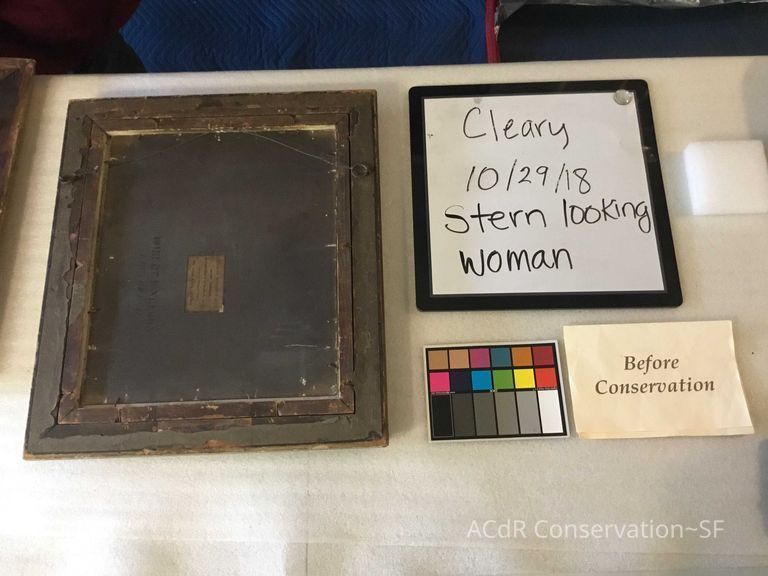 Cleary
10/29/18
Stern looking
woman
Before
Conservation
ACdR Conservation~SF